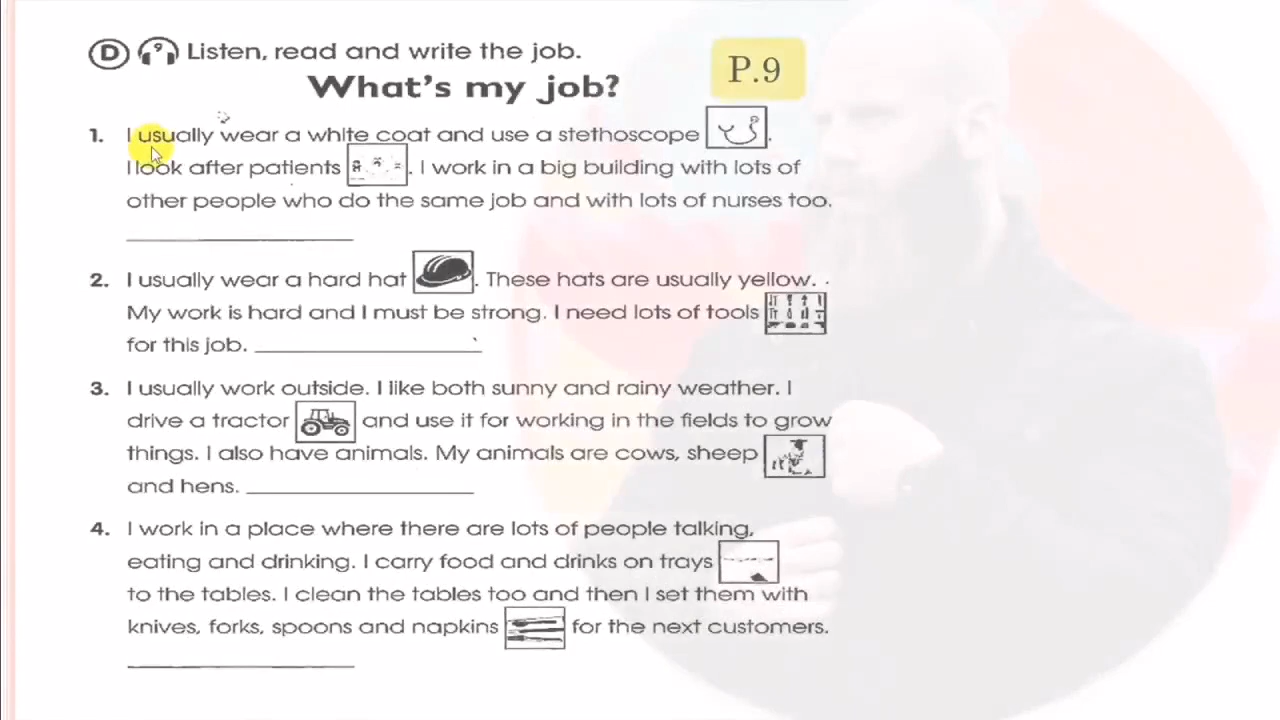 D 9 Listen, read and write the job.
What's my job?
P.9
1. I usually wear a white coat and use a stethoscope .
I look after patients . I work in a big building with lots of
other people who do the same job and with lots of nurses too.
2. I usually wear a hard hat . These hats are usually yellow.
My work is hard and I must be strong. I need lots of tools
for this job.
3. I usually work outside. I like both sunny and rainy weather. I
drive a tractor and use it for working in the fields to grow
things. I also have animals. My animals are cows, sheep
and hens.
4. I work in a place where there are lots of people talking,
eating and drinking. I carry food and drinks on trays
to the tables. I clean the tables too and then I set them with
knives, forks, spoons and napkins for the next customers.